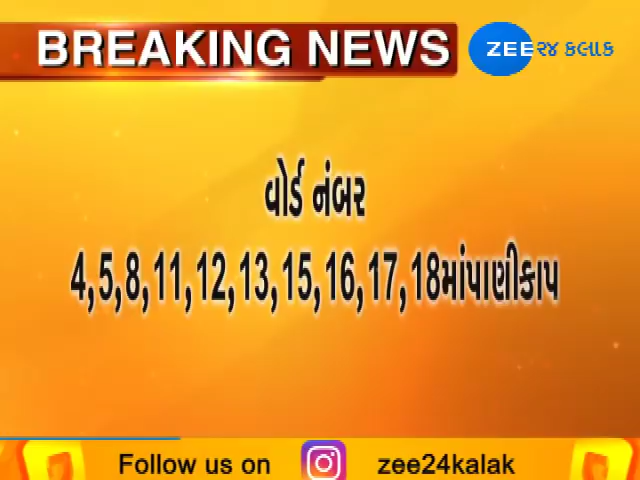 BREAKING NEWS
ZEE ૨૪ કલાક
વોર્ડ નંબર
4,5,8,11,12,13,15,16,17,18માંપાણીકાપ
Follow us on zee24kalak